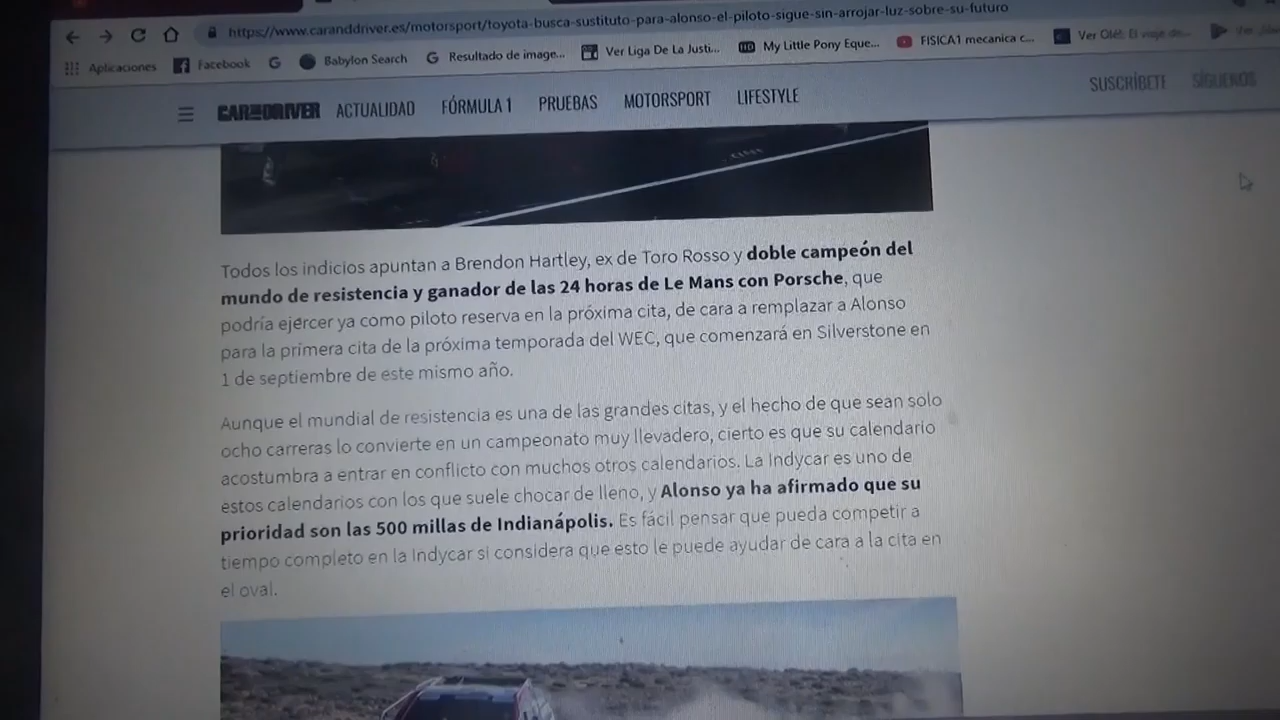 https://www.caranddriver.es/motorsport/toyota-busca-sustituto-para-alonso-el-piloto-sigue-sin-arrojar-luz-sobre-su-futuro
Aplicaciones Facebook Babylon Search Resultado de image... Ver Liga De La Justi... My Little Pony Eque... FISICA1 mecanica c... Ver Olé!. El viaje de...
CAR AND DRIVER ACTUALIDAD FÓRMULA 1 PRUEBAS MOTORSPORT LIFESTYLE SUSCRÍBETE SÍGUENOS
Todos los indicios apuntan a Brendon Hartley, ex de Toro Rosso y doble campeón del
mundo de resistencia y ganador de las 24 horas de Le Mans con Porsche, que
podría ejercer ya como piloto reserva en la próxima cita, de cara a remplazar a Alonso
para la primera cita de la próxima temporada del WEC, que comenzará en Silverstone en
1 de septiembre de este mismo año.
Aunque el mundial de resistencia es una de las grandes citas, y el hecho de que sean solo
ocho carreras lo convierte en un campeonato muy llevadero, cierto es que su calendario
acostumbra a entrar en conflicto con muchos otros calendarios. La Indycar es uno de
estos calendarios con los que suele chocar de lleno, y Alonso ya ha afirmado que su
prioridad son las 500 millas de Indianápolis. Es fácil pensar que pueda competir a
tiempo completo en la Indycar si considera que esto le puede ayudar de cara a la cita en
el oval.